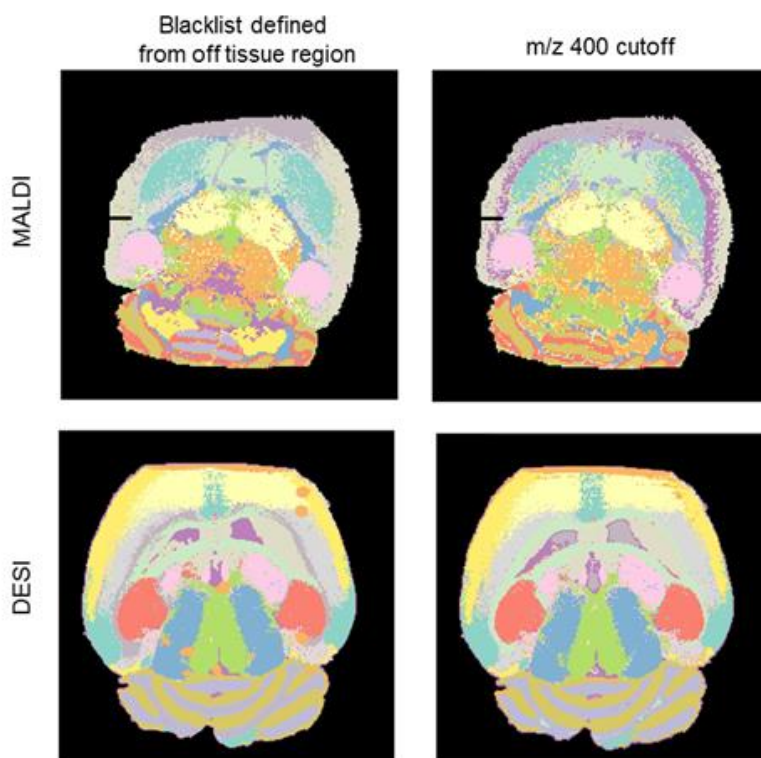 Blacklist defined
from off tissue region
m/z 400 cutoff
MALDI
DESI